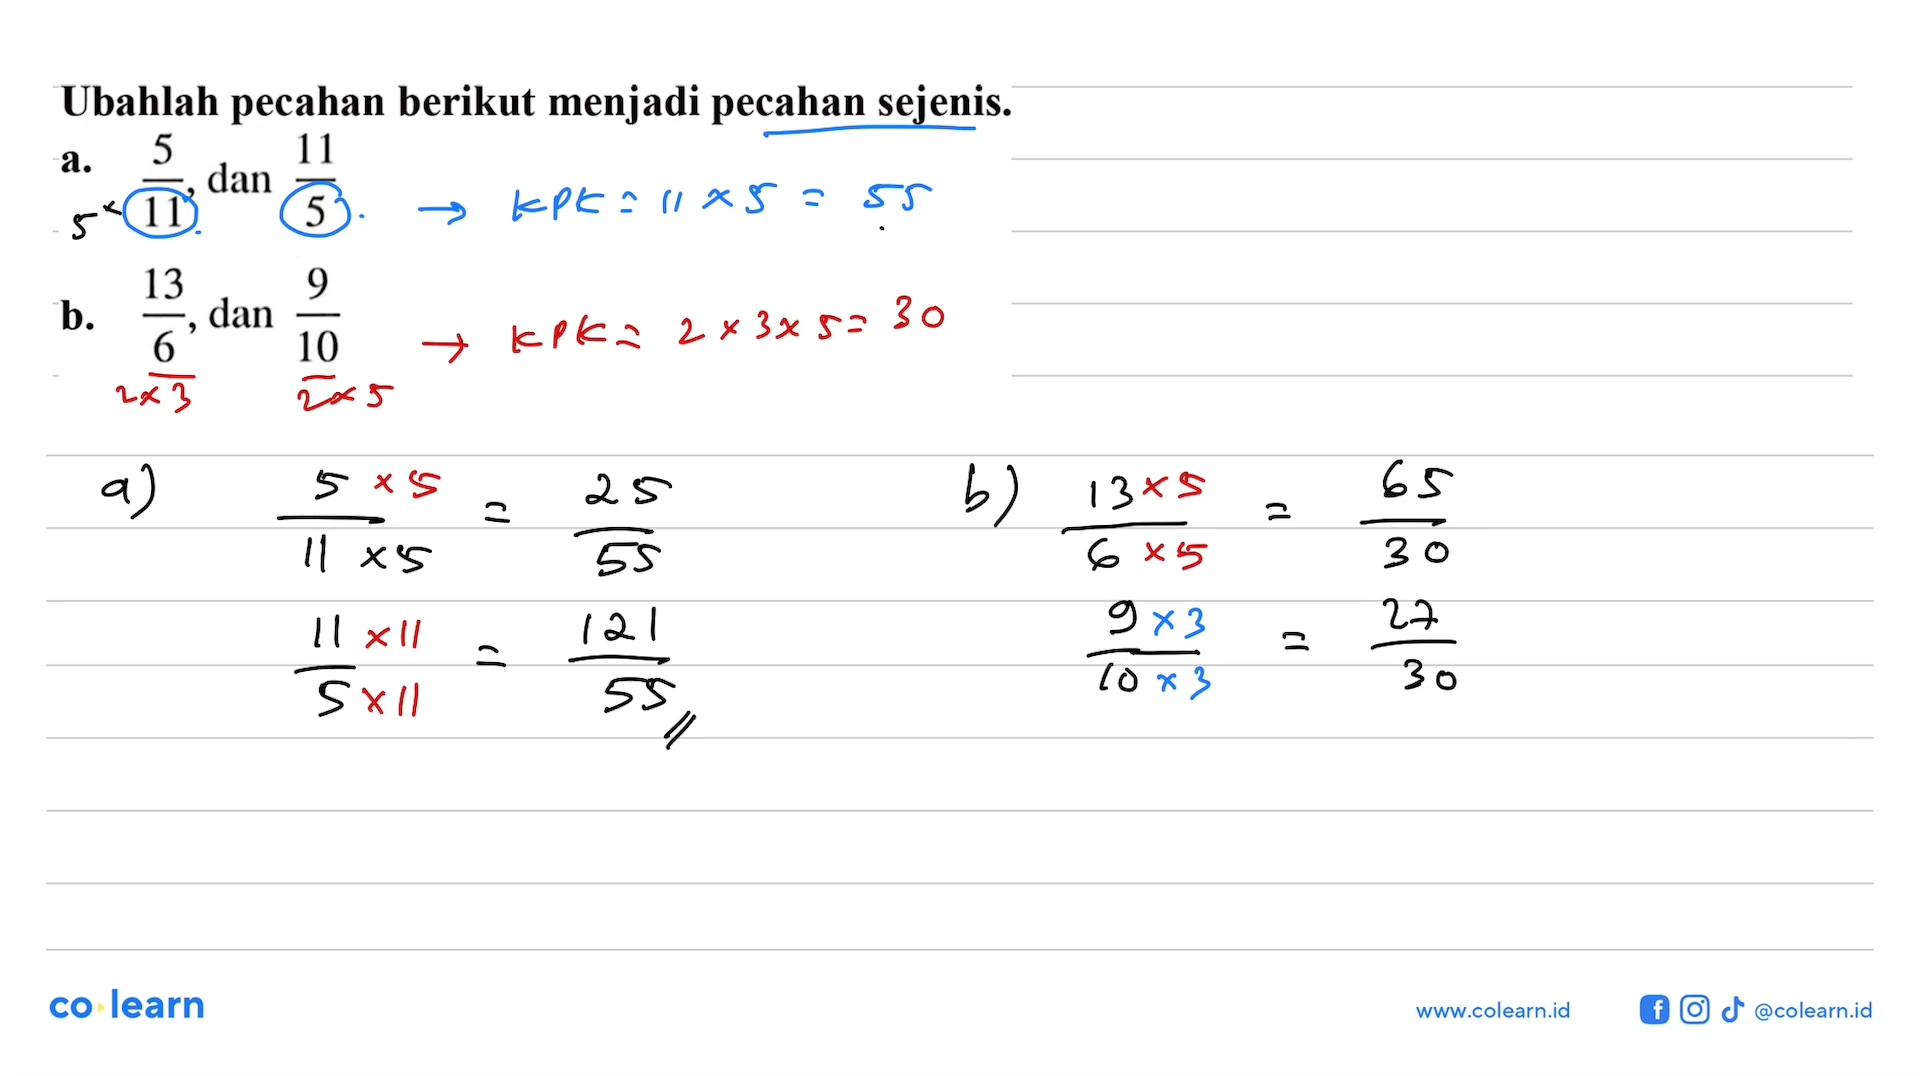 Ubahlah pecahan berikut menjadi pecahan sejenis.
a. 5/11, dan 11/5. → KPK = 11 × 5 = 55
5 ×
b. 13/6, dan 9/10 → KPK = 2 × 3 × 5 = 30
2 × 3 2 × 5
a) 5 × 5 / 11 × 5 = 25/55
11 × 11 / 5 × 11 = 121/55 //
b) 13 × 5 / 6 × 5 = 65/30
9 × 3 / 10 × 3 = 27/30
co learn
www.colearn.id
@colearn.id